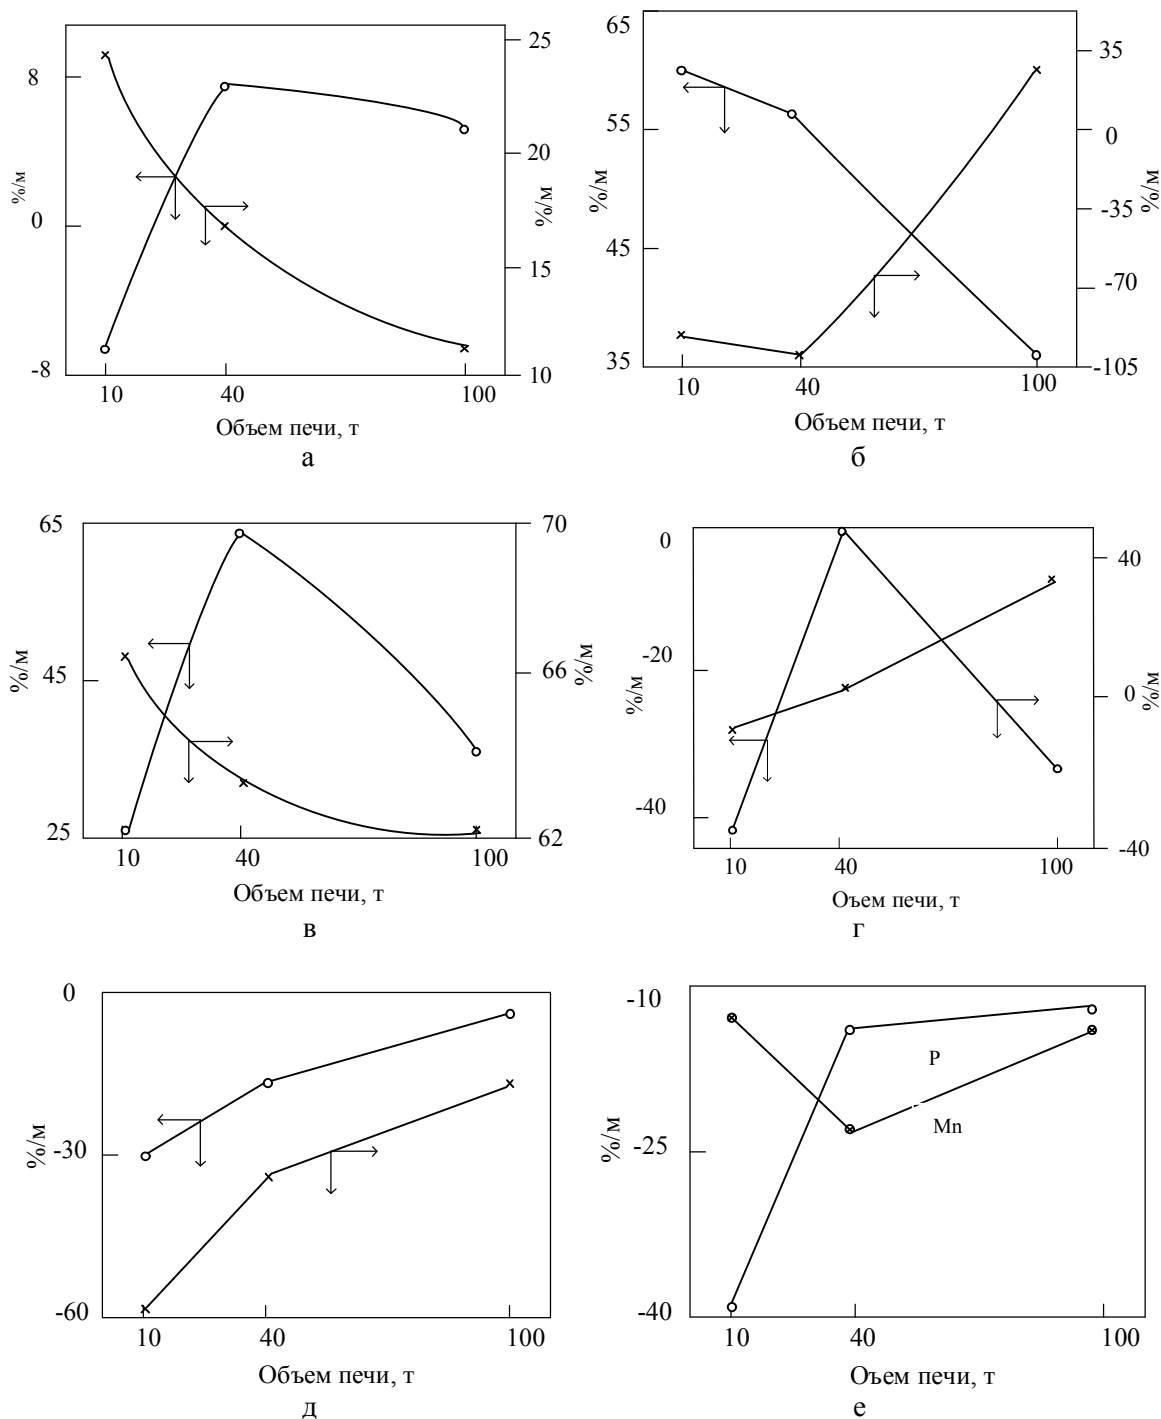 8
0
-8
%/м
25
20
15
10
%/м
10
40
100
Объем печи, т
а
65
55
45
35
%/м
35
0
-35
-70
-105
%/м
10
40
100
Объем печи, т
б
65
45
25
%/м
70
66
62
%/м
10
40
100
Объем печи, т
в
0
-20
-40
%/м
40
0
-40
%/м
10
40
100
Оъем печи, т
г
0
-30
-60
%/м
10
40
100
Объем печи, т
д
-10
-25
-40
%/м
P
Mn
10
40
100
Оъем печи, т
е